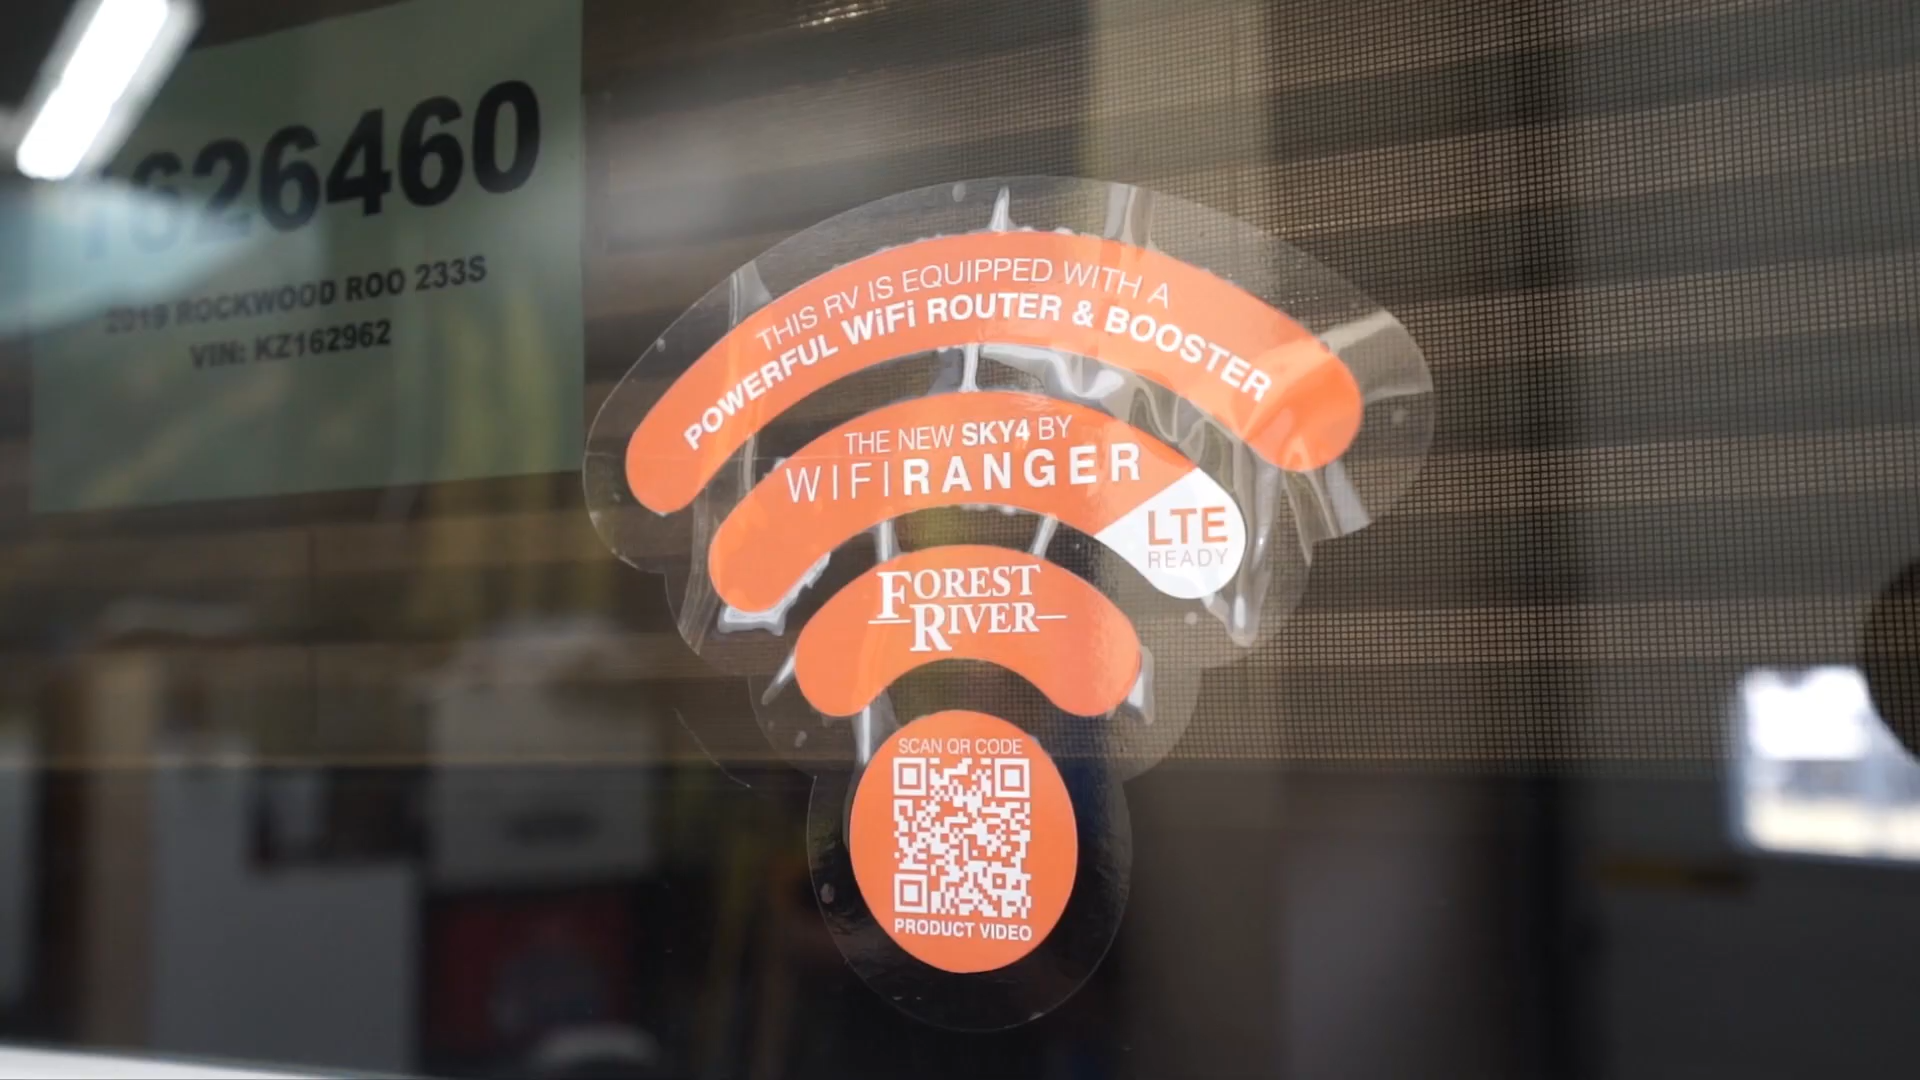 1626460
2019 ROCKWOOD ROO 233S
VIN: KZ162962
THIS RV IS EQUIPPED WITH A
POWERFUL WiFi ROUTER & BOOSTER
THE NEW SKY4 BY
WIFIRANGER
LTE
READY
FOREST
RIVER
SCAN QR CODE
PRODUCT VIDEO